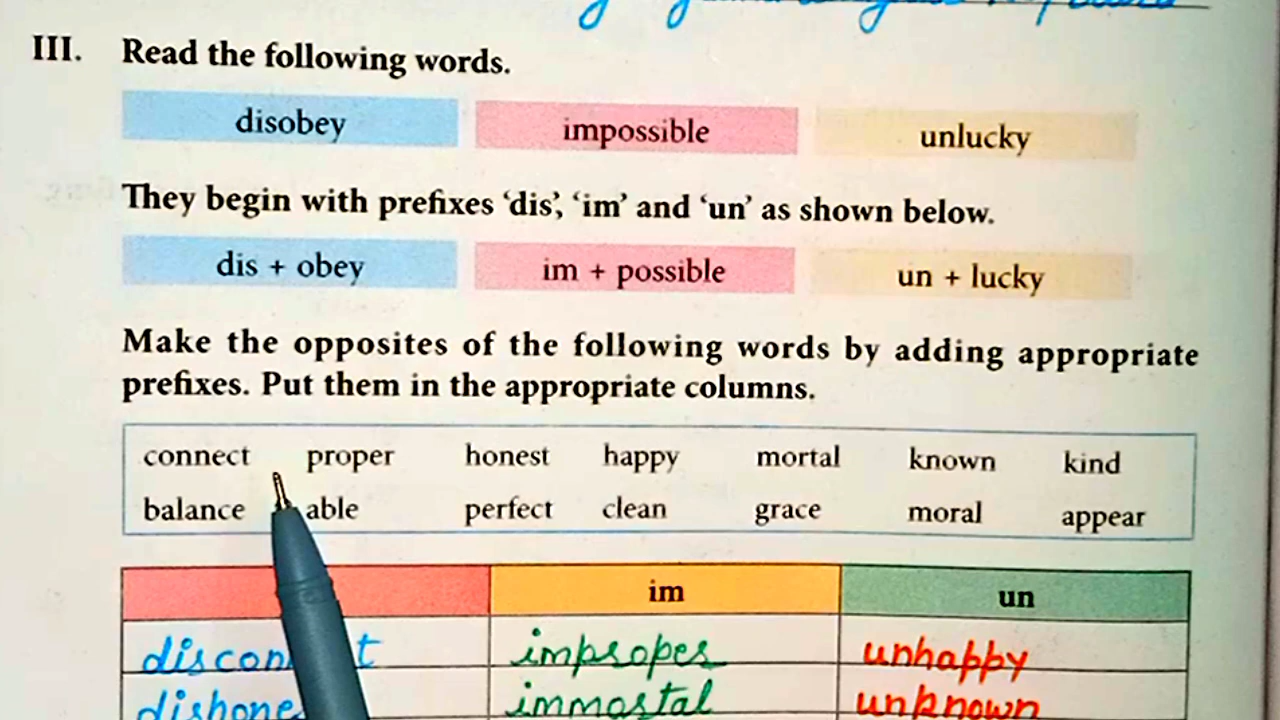 III. Read the following words.
disobey impossible unlucky
They begin with prefixes ‘dis’, ‘im’ and ‘un’ as shown below.
dis + obey im + possible un + lucky
Make the opposites of the following words by adding appropriate
prefixes. Put them in the appropriate columns.
connect proper honest happy mortal known kind
balance able perfect clean grace moral appear
im un
improper unhappy
immortal unknown